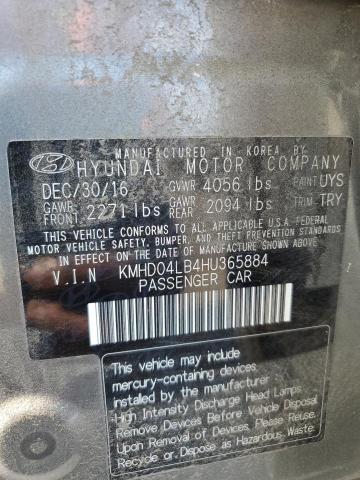 MANUFACTURED IN KOREA BY
HYUNDAI MOTOR COMPANY
DEC/30/16 GVWR 4056 lbs PAINT UYS
GAWR FRONT 2271 lbs GAWR REAR 2094 lbs TRIM TRY
THIS VEHICLE CONFORMS TO ALL APPLICABLE U.S. FEDERAL
MOTOR VEHICLE SAFETY, BUMPER, AND THEFT PREVENTION STANDARDS
IN EFFECT ON THE DATE OF MANUFACTURE SHOWN ABOVE.
V.I.N KMHD04LB4HU365884
PASSENGER CAR
This vehicle may include
mercury-containing devices
installed by the manufacturer
High Intensity Discharge Head Lamps
Remove Devices Before Vehicle Disposal
Upon Removal of Devices, Please Reuse,
Recycle or Dispose as Hazardous Waste.